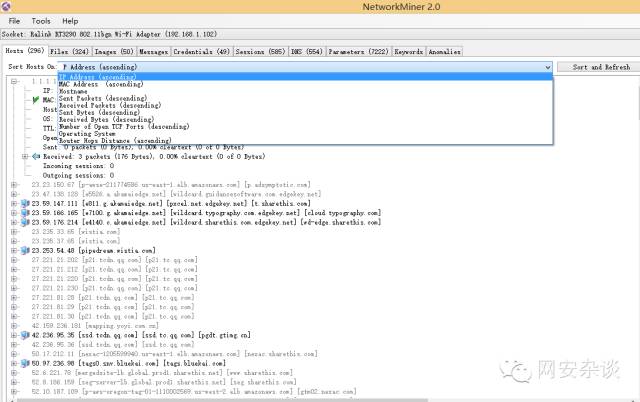 NetworkMiner 2.0
File Tools Help
Socket: Ralink RT3290 802.11bgn Wi-Fi Adapter (192.168.1.102)
Hosts (296) Files (324) Images (50) Messages Credentials (49) Sessions (585) DNS (554) Parameters (7222) Keywords Anomalies
Sort Hosts On: IP Address (ascending) Sort and Refresh
IP Address (ascending)
MAC Address (ascending)
Hostname
Sent Packets (descending)
Received Packets (descending)
Sent Bytes (descending)
Received Bytes (descending)
Number of Open TCP Ports (descending)
Operating System
Router Hops Distance (ascending)
1.1.1.1
IP:
MAC:
Host
OS:
TTL:
Open
Sent: 0 packets (0 Bytes), 0.00% cleartext (0 of 0 Bytes)
Received: 3 packets (176 Bytes), 0.00% cleartext (0 of 0 Bytes)
Incoming sessions: 0
Outgoing sessions: 0
23.23.150.67 [p-wess-211774586.us-east-1.elb.amazonaws.com] [p.adsymptotic.com]
23.47.138.129 [e5526.a.akamaiedge.net] [wildcard.guidancesoftware.com.edgekey.net]
23.59.147.111 [e811.g.akamaiedge.net] [pxcel.net.edgekey.net] [t.sharethis.com]
23.59.166.165 [e7100.g.akamaiedge.net] [wildcard.typography.com.edgekey.net] [cloud.typography.com]
23.59.176.214 [e4140.c.akamaiedge.net] [wildcard.sharethis.com.edgekey.net] [wd-edge.sharethis.com]
23.235.33.65 [wistia.com]
23.235.37.65 [wistia.com]
23.253.54.48 [pipedream.wistia.com]
27.221.21.202 [p21.tcdn.qq.com] [p21.tc.qq.com]
27.221.21.212 [p21.tcdn.qq.com] [p21.tc.qq.com]
27.221.21.220 [p21.tcdn.qq.com] [p21.tc.qq.com]
27.221.21.230 [p21.tcdn.qq.com] [p21.tc.qq.com]
27.221.81.28 [p21.tcdn.qq.com] [p21.tc.qq.com]
27.221.81.29 [p21.tcdn.qq.com] [p21.tc.qq.com]
27.221.81.30 [p21.tcdn.qq.com] [p21.tc.qq.com]
42.159.236.181 [mapping.yoyi.com.cn]
42.236.95.35 [ssd.tcdn.qq.com] [ssd.tc.qq.com] [pgdt.gtimg.cn]
42.236.95.36 [ssd.tcdn.qq.com] [ssd.tc.qq.com]
50.17.212.11 [nezac-1205599940.us-east-1.elb.amazonaws.com] [nezac.sharethis.com]
50.97.236.98 [tags0.snv.bluekai.com] [tags.bluekai.com]
52.6.221.78 [mergedsite-lb.global.prod1.sharethis.net] [www.sharethis.com]
52.8.186.159 [seg-server-lb.global.prod1.sharethis.net] [seg.sharethis.com]
52.10.187.109 [p-aws-oregon-tag-01-1110002569.us-west-2.elb.amazonaws.com] [gtm02.nezac.com]
网安杂谈